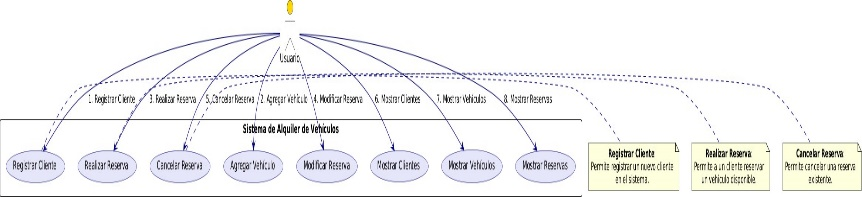 Usuario
1. Registrar Cliente
3. Realizar Reserva
5. Cancelar Reserva
2. Agregar Vehículo
4. Modificar Reserva
6. Mostrar Clientes
7. Mostrar Vehículos
8. Mostrar Reservas
Sistema de Alquiler de Vehículos
Registrar Cliente
Realizar Reserva
Cancelar Reserva
Agregar Vehículo
Modificar Reserva
Mostrar Clientes
Mostrar Vehículos
Mostrar Reservas
Registrar Cliente:
Permite registrar un nuevo cliente
en el sistema.
Realizar Reserva:
Permite a un cliente reservar
un vehículo disponible.
Cancelar Reserva:
Permite cancelar una reserva
existente.